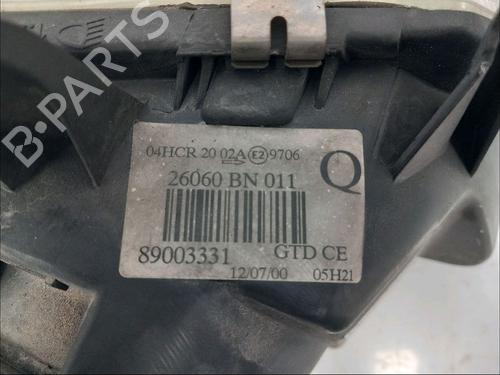 B-PARTS
04HCR 20 02A E2 9706
26060 BN 011 Q
89003331 GTD CE
12/07/00 05H21